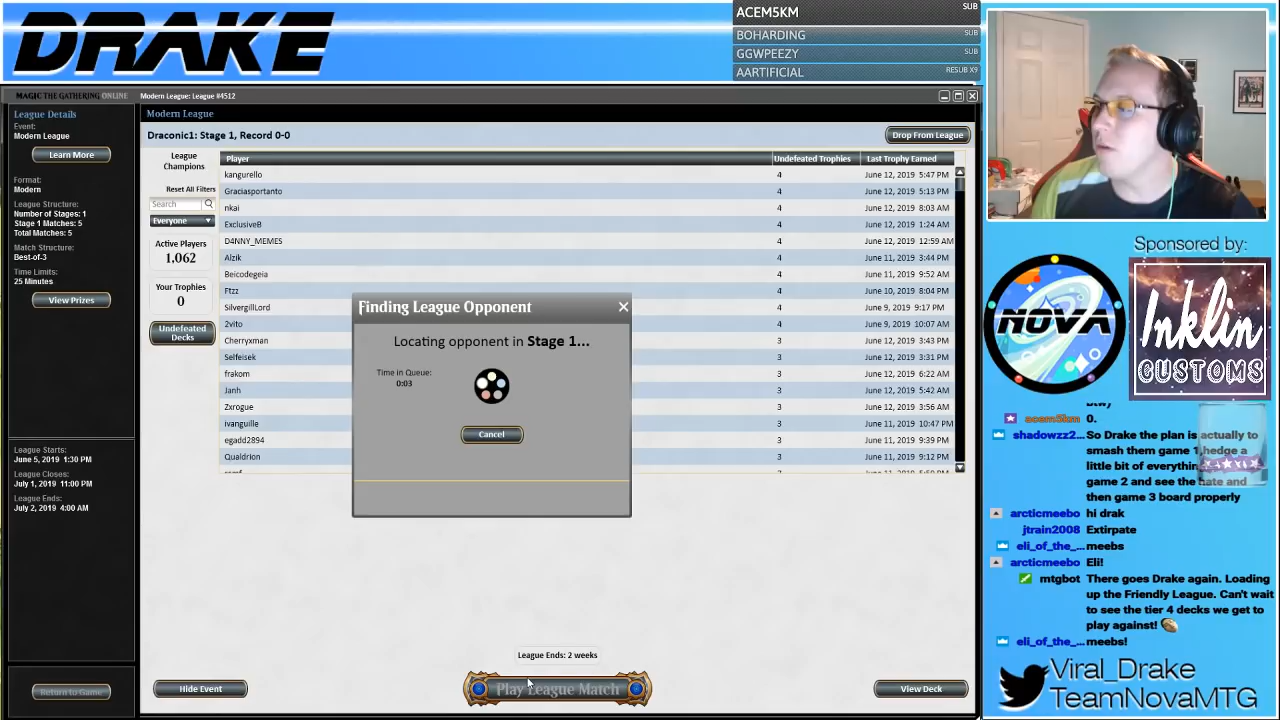 DRAKE
ACEM5KM SUB
BOHARDING SUB
GGWPEEZY SUB
AARTIFICIAL RESUB X9
MAGIC THE GATHERING ONLINE
Modern League: League #4512
League Details
Event:
Modern League
Learn More
Format:
Modern
League Structure:
Number of Stages: 1
Stage 1 Matches: 5
Total Matches: 5
Match Structure:
Best-of-3
Time Limits:
25 Minutes
View Prizes
League Starts:
June 5, 2019 1:30 PM
League Closes:
July 1, 2019 11:00 PM
League Ends:
July 2, 2019 4:00 AM
Return to Game
Modern League
Draconic1: Stage 1, Record 0-0
Drop From League
League
Champions
Reset All Filters
Search
Everyone
Active Players
1,062
Your Trophies
0
Undefeated
Decks
Player Undefeated Trophies Last Trophy Earned
kangurello 4 June 12, 2019 5:47 PM
Graciasportanto 4 June 12, 2019 5:13 PM
nkai 4 June 12, 2019 8:03 AM
ExclusiveB 4 June 12, 2019 1:24 AM
D4NNY_MEMES 4 June 12, 2019 12:59 AM
Alzik 4 June 11, 2019 3:44 PM
Beicodegeia 4 June 11, 2019 9:52 AM
Ftzz 4 June 10, 2019 8:04 PM
SilvergillLord 4 June 9, 2019 9:17 PM
2vito 4 June 9, 2019 10:07 AM
Cherryxman 3 June 12, 2019 3:43 PM
Selfeisek 3 June 12, 2019 3:31 PM
frakom 3 June 12, 2019 6:22 AM
Janh 3 June 12, 2019 5:42 AM
Zxrogue 3 June 12, 2019 3:56 AM
ivanguille 3 June 11, 2019 10:47 PM
egadd2894 3 June 11, 2019 9:39 PM
Qualdrion 3 June 11, 2019 9:12 PM
Finding League Opponent
Locating opponent in Stage 1...
Time in Queue:
0:03
Cancel
League Ends: 2 weeks
Hide Event
Play League Match
View Deck
Sponsored by:
NOVA
Inklin
CUSTOMS
btw)
acem5km 0.
shadowzz2... So Drake the plan is actually to
smash them game 1,hedge a
little bit of everything
game 2 and see the hate and
then game 3 board properly
arcticmeebo hi drak
jtrain2008 Extirpate
eli_of_the_... meebs
arcticmeebo Eli!
mtgbot There goes Drake again. Loading
up the Friendly League. Can't wait
to see the tier 4 decks we get to
play against!
eli_of_the_... meebs!
Viral_Drake
TeamNovaMTG